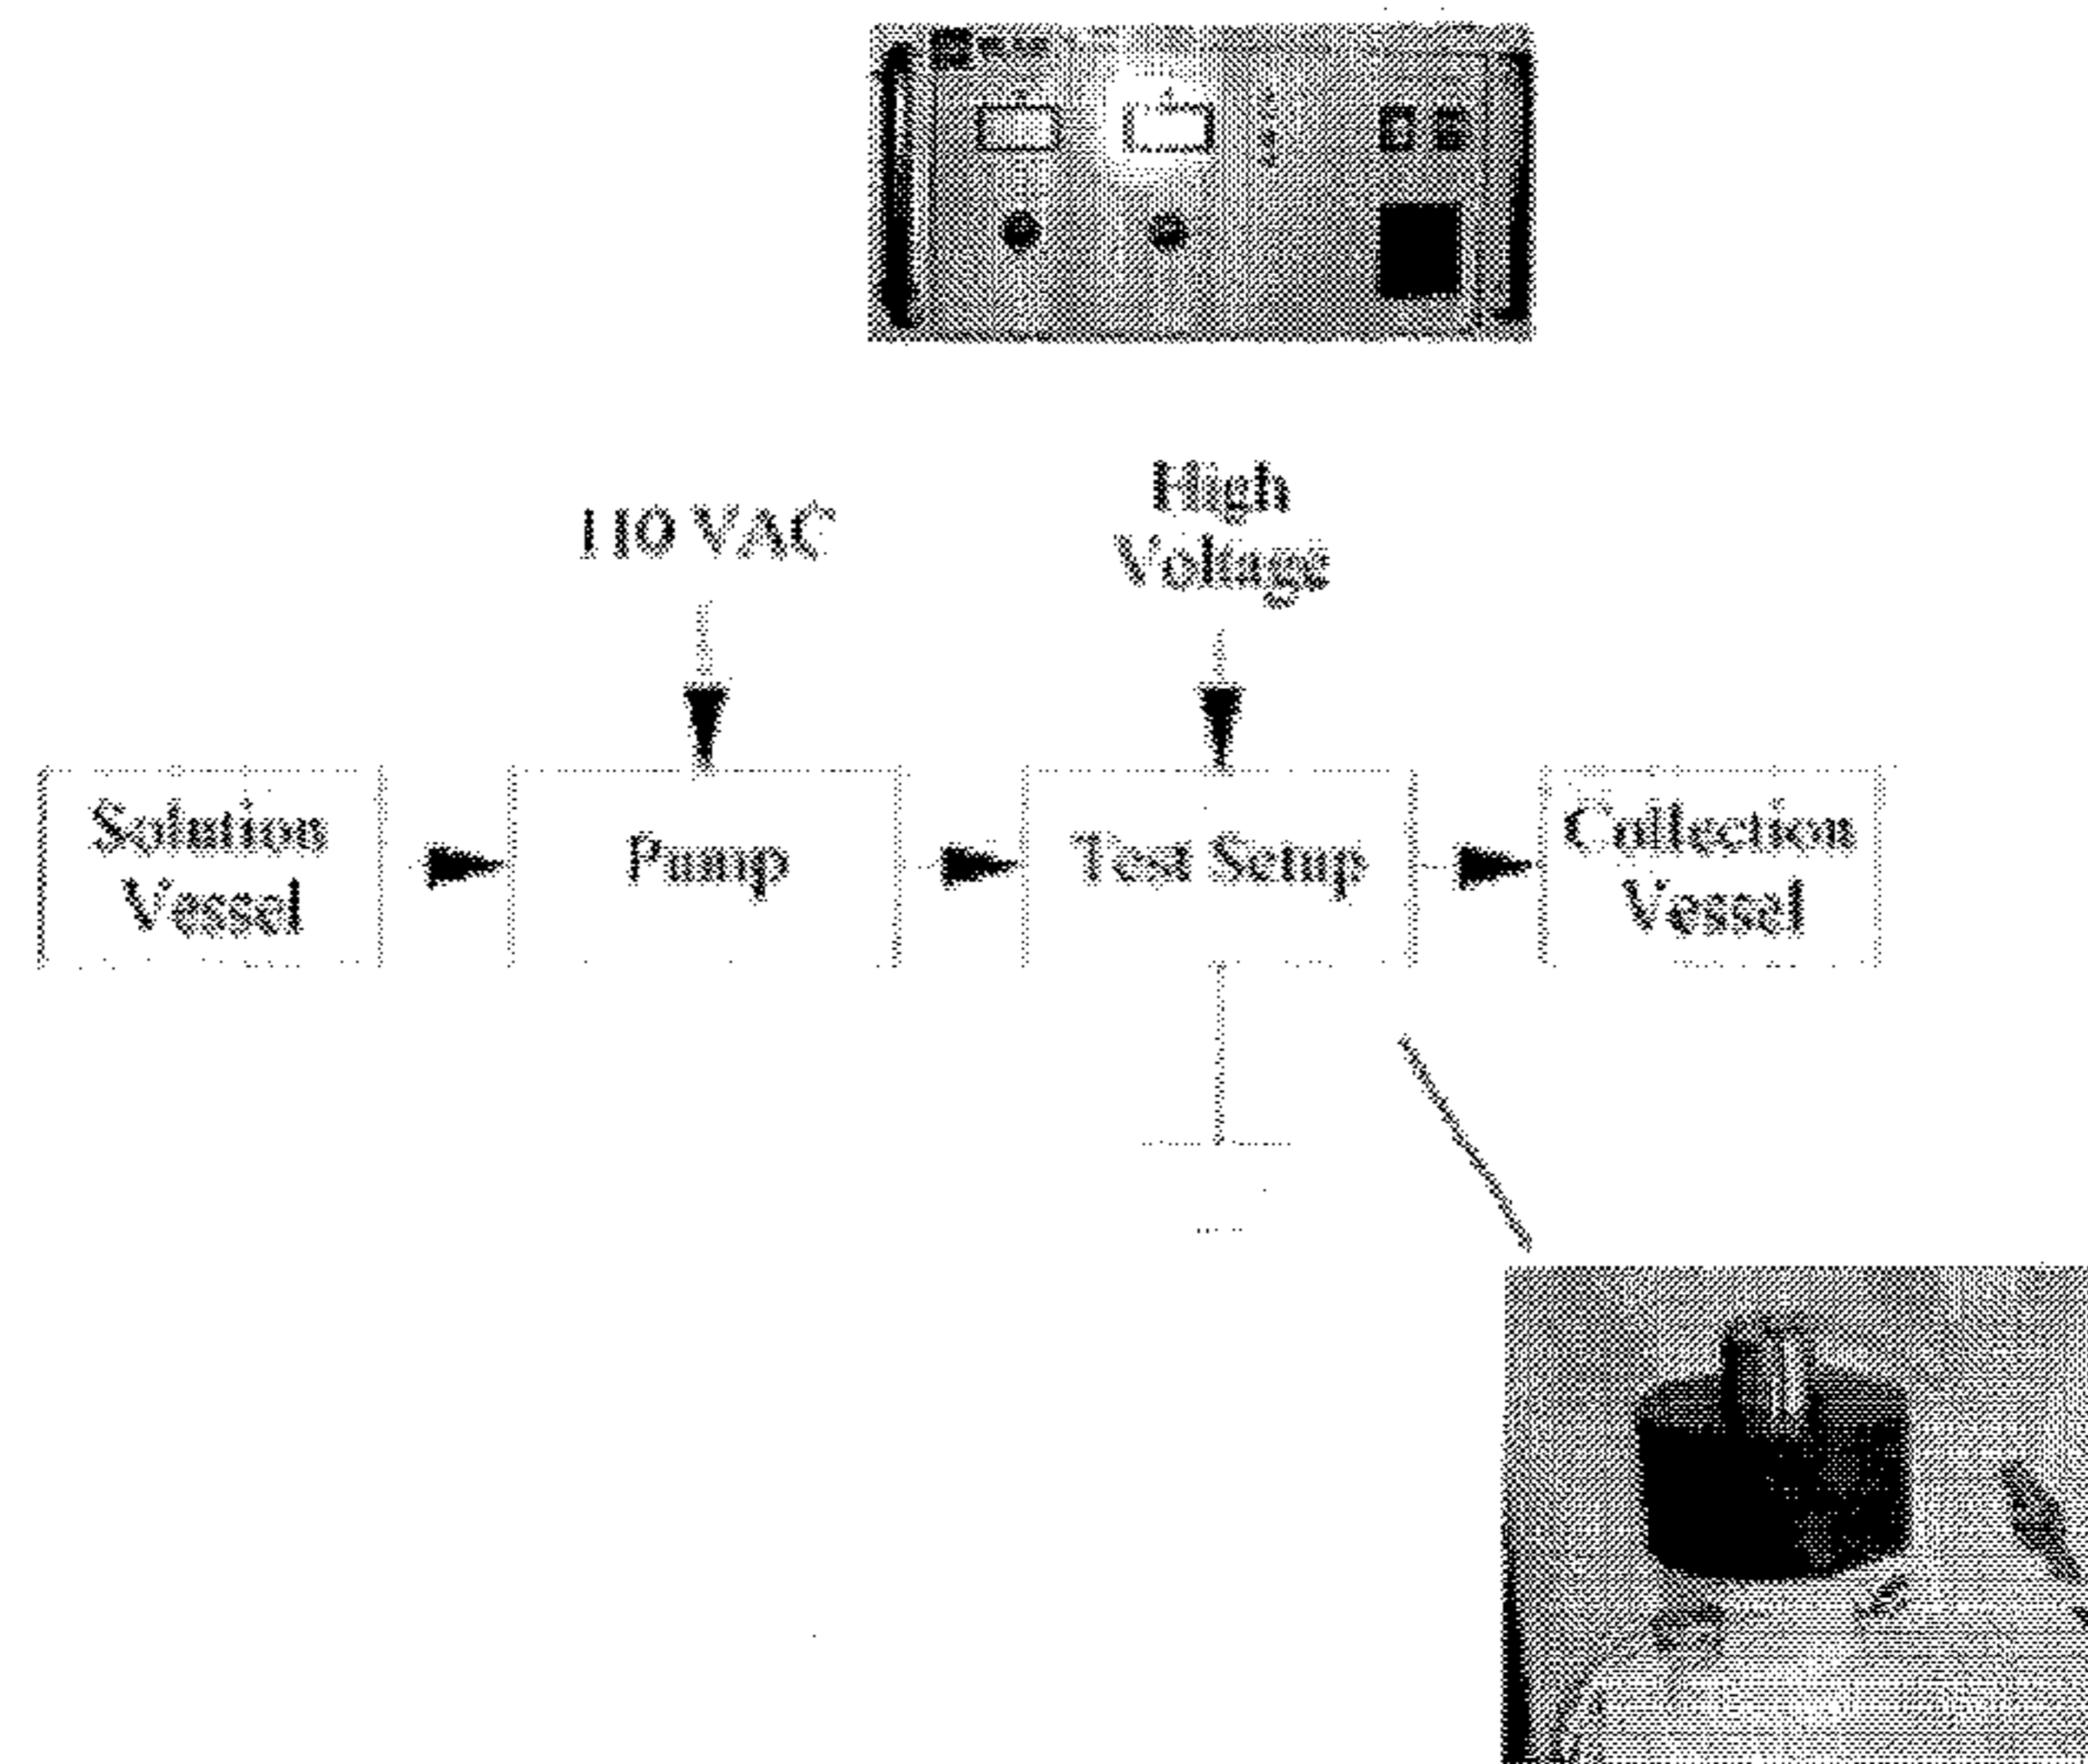 High
110 VAC
Voltage
Solution
Vessel
Pump
Test Setup
Collection
Vessel